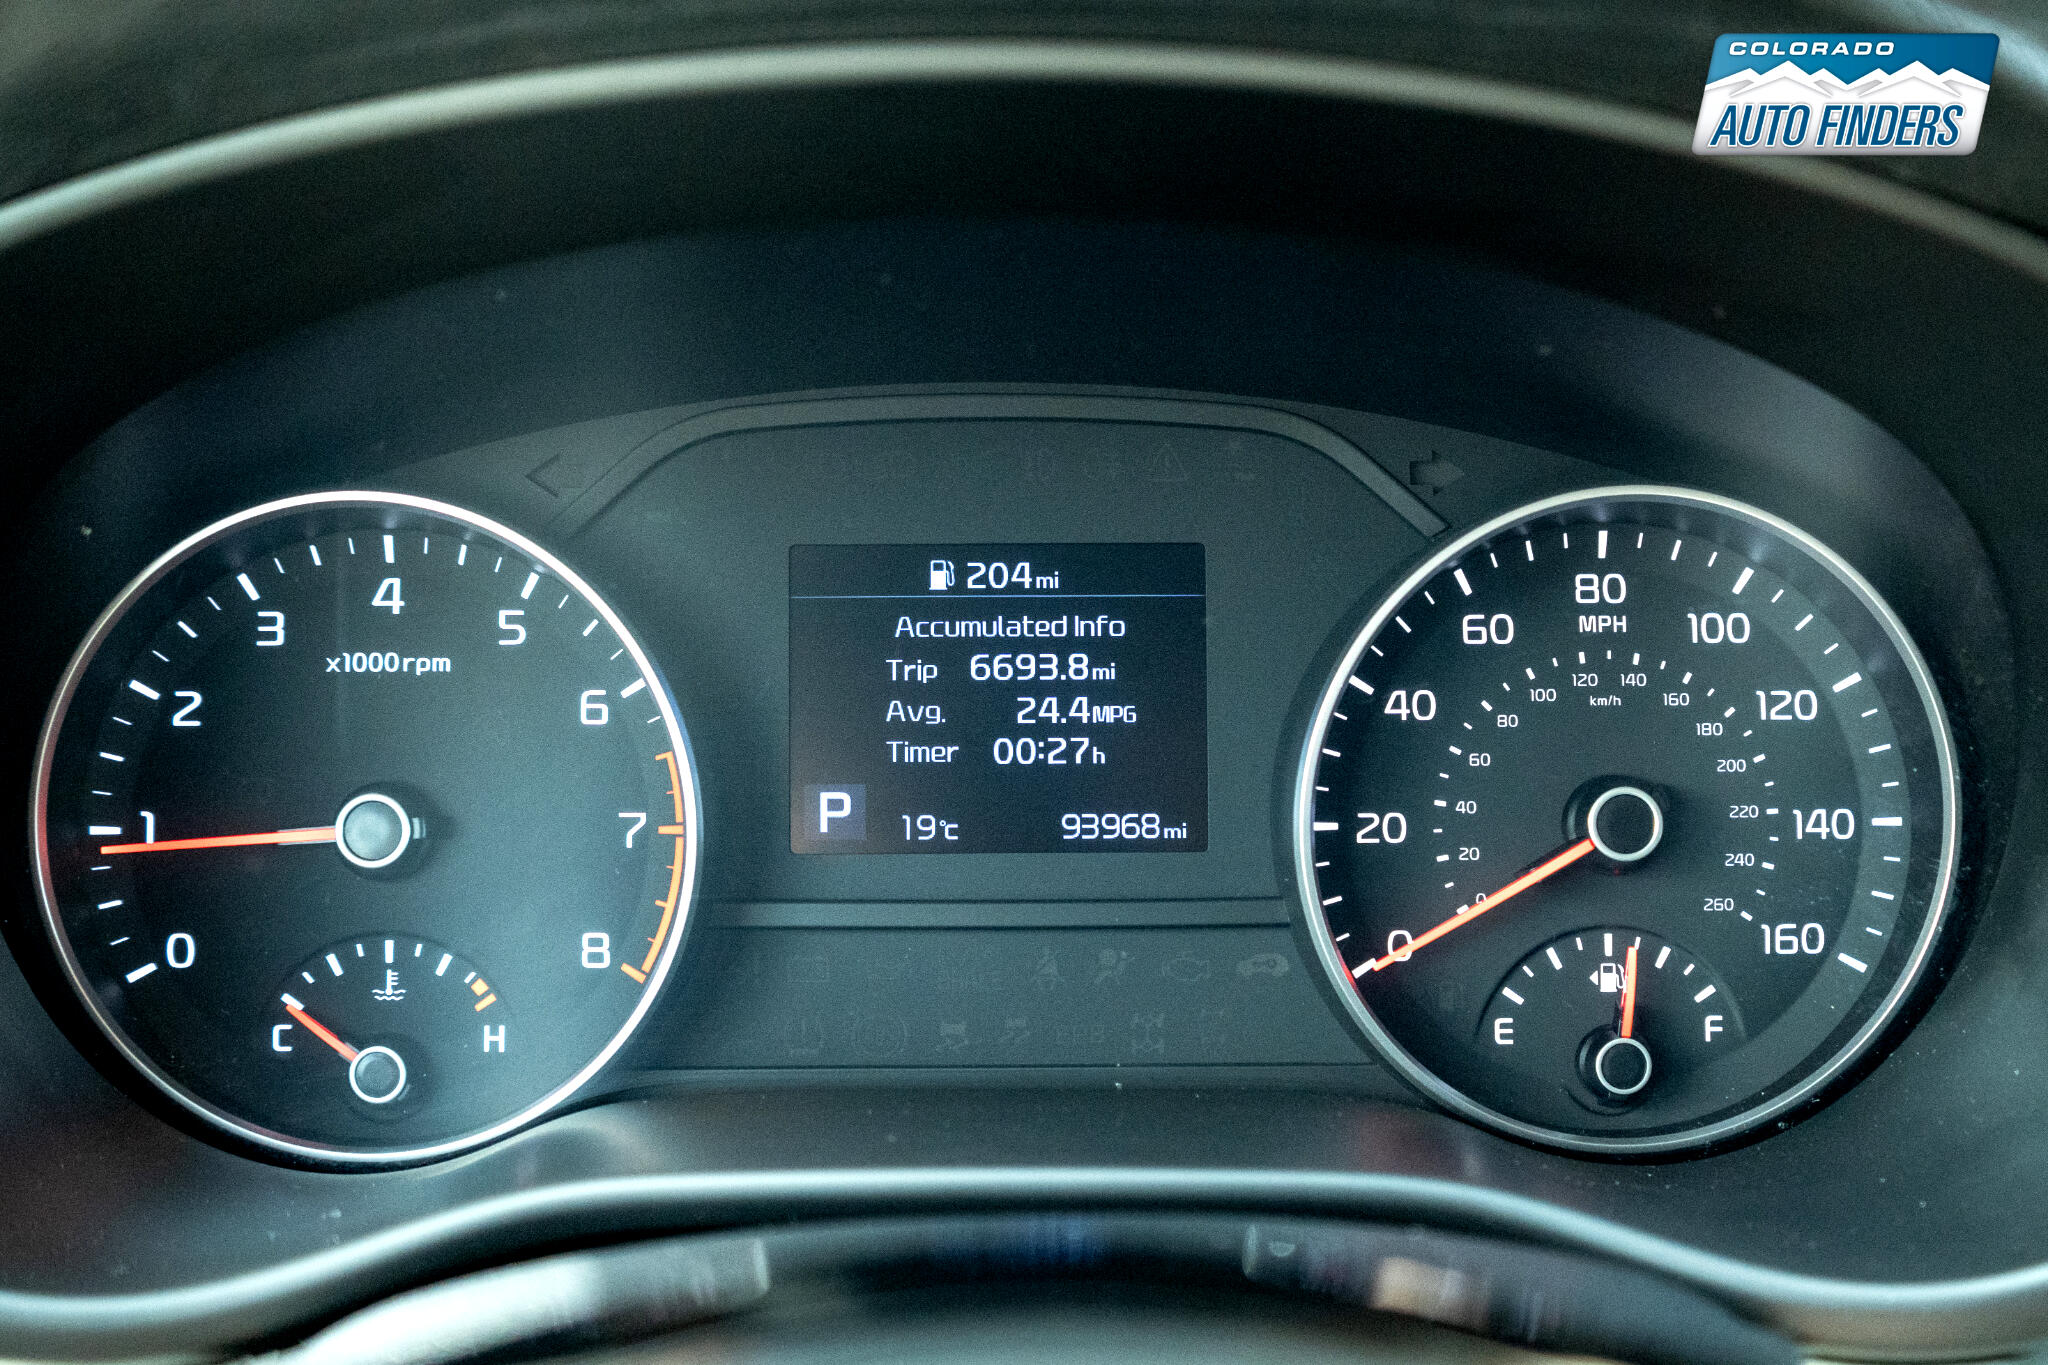 COLORADO
AUTO FINDERS
0
1
2
3
4
5
6
7
8
x1000rpm
C
H
204mi
Accumulated Info
Trip 6693.8mi
Avg. 24.4MPG
Timer 00:27h
P 19°C 93968mi
0
20
40
60
80
100
120
140
160
MPH
0
20
40
60
80
100
120
140
160
180
200
220
240
260
km/h
E
F